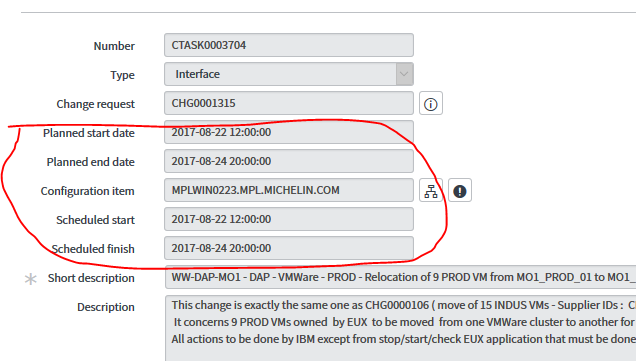 Number CTASK0003704
Type Interface
Change request CHG0001315
Planned start date 2017-08-22 12:00:00
Planned end date 2017-08-24 20:00:00
Configuration item MPLWIN0223.MPL.MICHELIN.COM
Scheduled start 2017-08-22 12:00:00
Scheduled finish 2017-08-24 20:00:00
Short description WW-DAP-MO1 - DAP - VMWare - PROD - Relocation of 9 PROD VM from MO1_PROD_01 to MO1_
Description This change is exactly the same one as CHG0000106 ( move of 15 INDUS VMs - Supplier IDs : C
It concerns 9 PROD VMs owned by EUX to be moved from one VMWare cluster to another for
All actions to be done by IBM except from stop/start/check EUX application that must be done